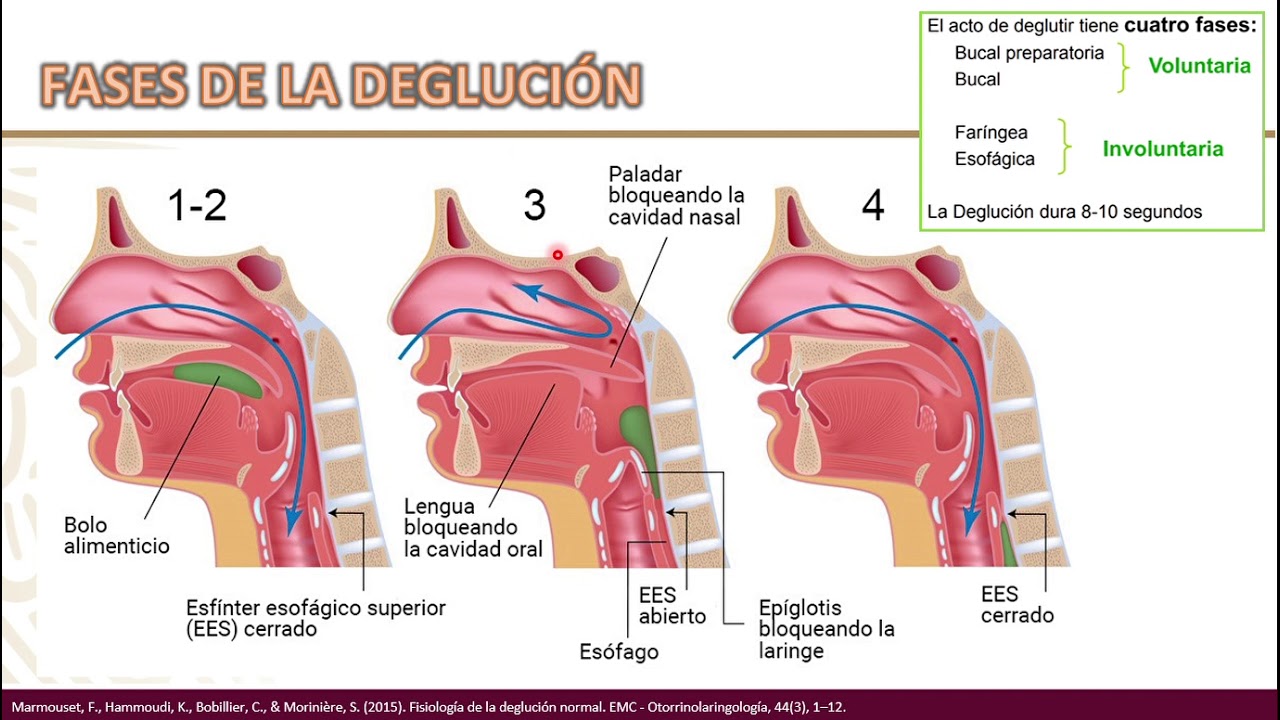 FASES DE LA DEGLUCIÓN
El acto de deglutir tiene cuatro fases:
Bucal preparatoria
Bucal
Voluntaria
Faríngea
Esofágica
Involuntaria
La Deglución dura 8-10 segundos
1-2
Bolo
alimenticio
Esfínter esofágico superior
(EES) cerrado
3
Paladar
bloqueando la
cavidad nasal
Lengua
bloqueando
la cavidad oral
Esófago
EES
abierto
Epíglotis
bloqueando la
laringe
4
EES
cerrado
Marmouset, F., Hammoudi, K., Bobillier, C., & Morinière, S. (2015). Fisiología de la deglución normal. EMC - Otorrinolaringología, 44(3), 1–12.